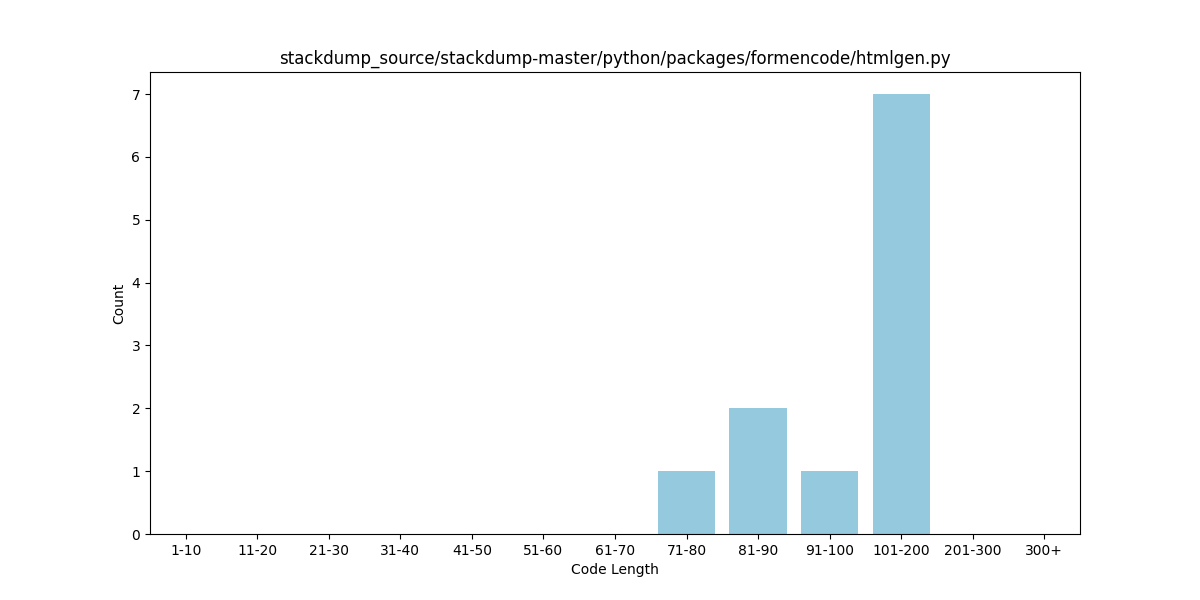 stackdump_source/stackdump-master/python/packages/formencode/htmlgen.py
7
6
5
4
3
2
1
0
Count
1-10 11-20 21-30 31-40 41-50 51-60 61-70 71-80 81-90 91-100 101-200 201-300 300+
Code Length